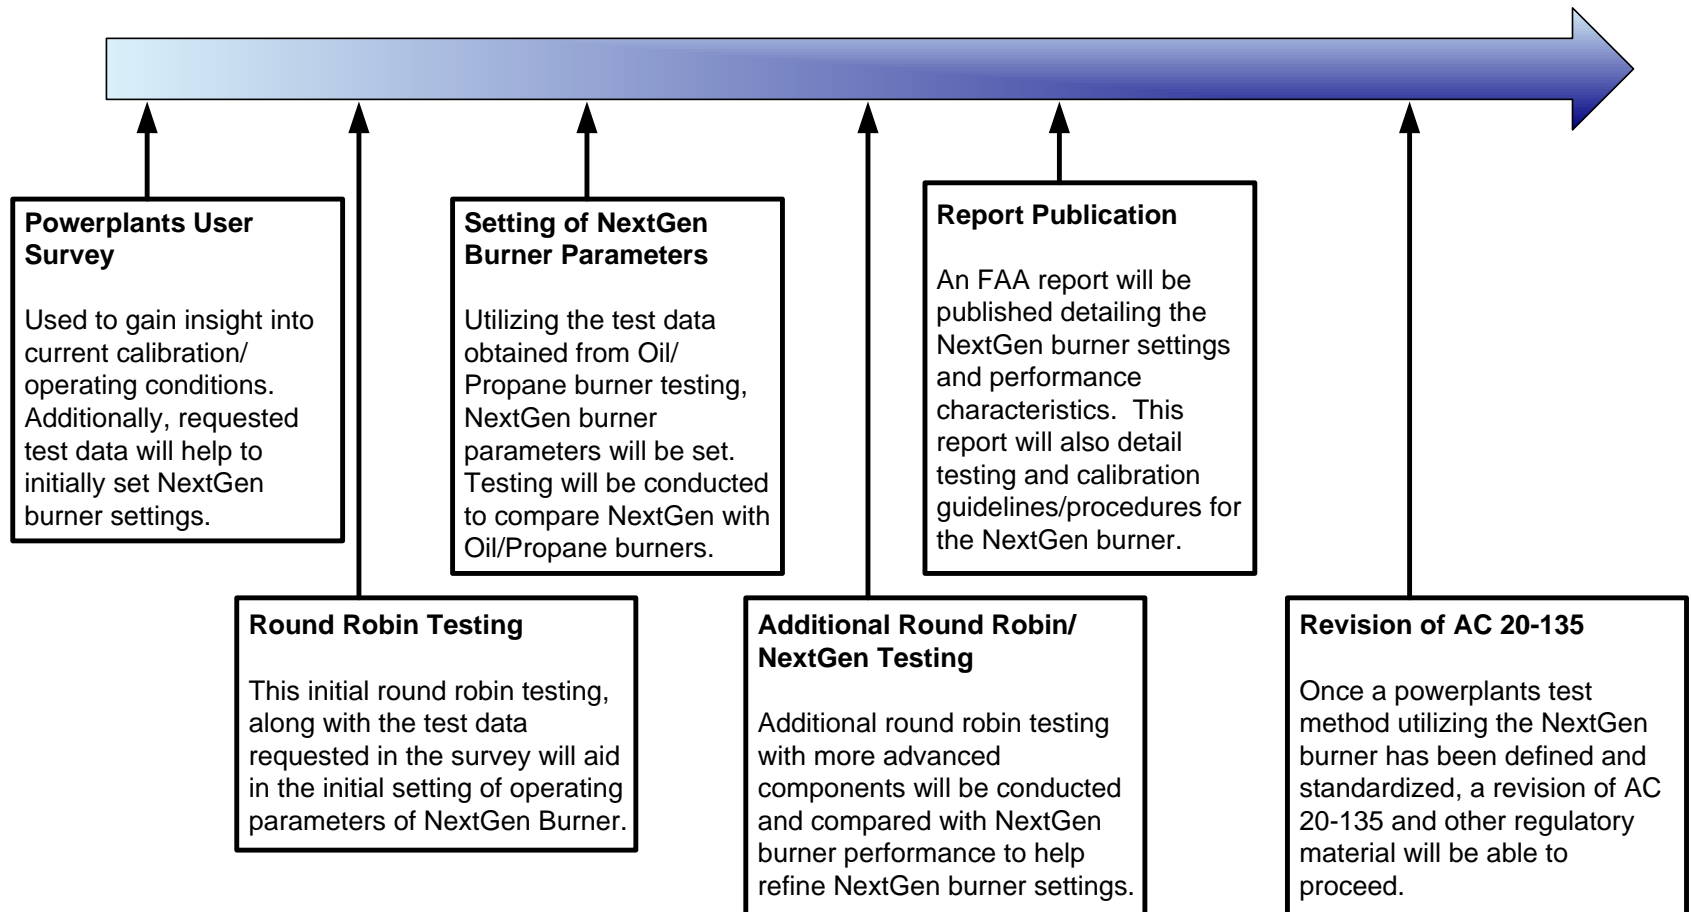 Powerplants User
Survey
Used to gain insight into
current calibration/
operating conditions.
Additionally, requested
test data will help to
initially set NextGen
burner settings.
Round Robin Testing
This initial round robin testing,
along with the test data
requested in the survey will aid
in the initial setting of operating
parameters of NextGen Burner.
Setting of NextGen
Burner Parameters
Utilizing the test data
obtained from Oil/
Propane burner testing,
NextGen burner
parameters will be set.
Testing will be conducted
to compare NextGen with
Oil/Propane burners.
Additional Round Robin/
NextGen Testing
Additional round robin testing
with more advanced
components will be conducted
and compared with NextGen
burner performance to help
refine NextGen burner settings.
Report Publication
An FAA report will be
published detailing the
NextGen burner settings
and performance
characteristics.  This
report will also detail
testing and calibration
guidelines/procedures for
the NextGen burner.
Revision of AC 20-135
Once a powerplants test
method utilizing the NextGen
burner has been defined and
standardized, a revision of AC
20-135 and other regulatory
material will be able to
proceed.